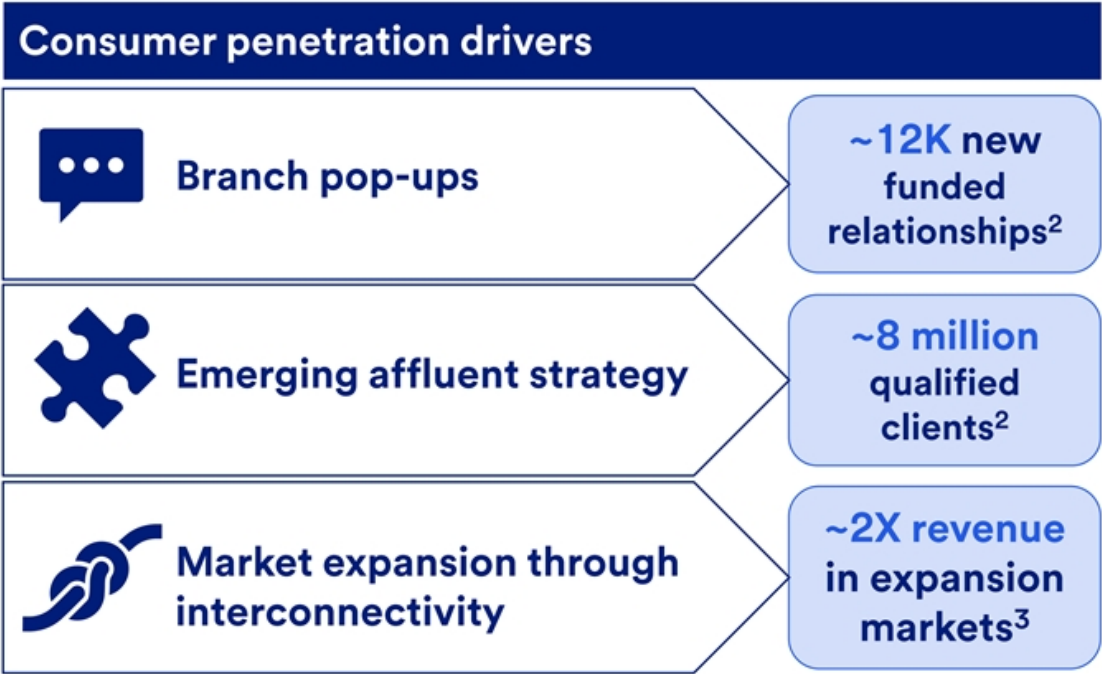 Consumer penetration drivers
Branch pop-ups
~12K new
funded
relationships²
Emerging affluent strategy
~8 million
qualified
clients²
Market expansion through
interconnectivity
~2X revenue
in expansion
markets³